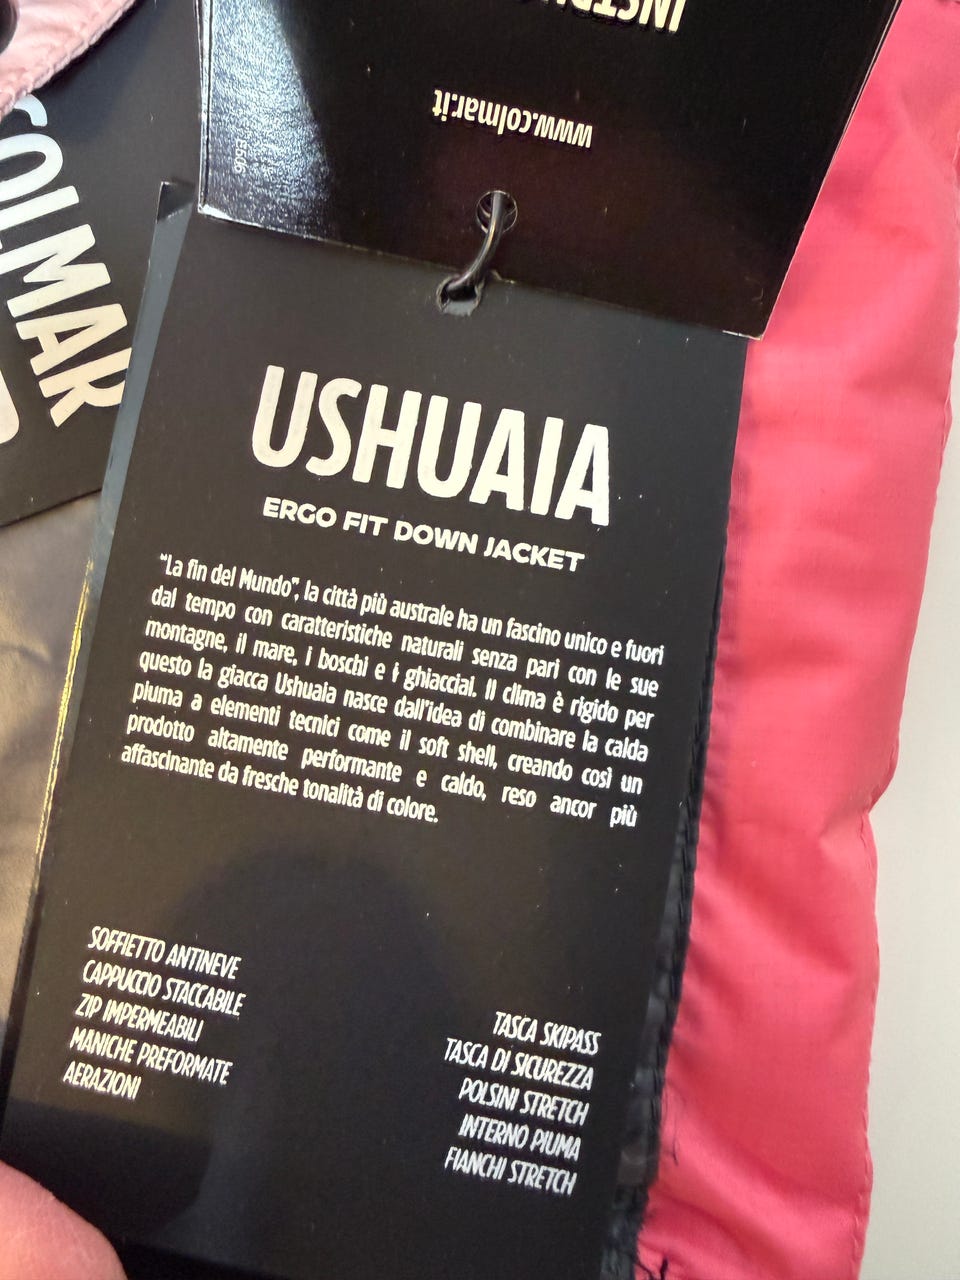 www.colmar.it
COLMAR
USHUAIA
ERGO FIT DOWN JACKET
"La fin del Mundo", la città più australe ha un fascino unico e fuori
dal tempo con caratteristiche naturali senza pari con le sue
montagne, il mare, i boschi e i ghiacciai. Il clima è rigido per
questo la giacca Ushuaia nasce dall'idea di combinare la calda
piuma a elementi tecnici come il soft shell, creando così un
prodotto altamente performante e caldo, reso ancor più
affascinante da fresche tonalità di colore.
SOFFIETTO ANTINEVE
CAPPUCCIO STACCABILE
ZIP IMPERMEABILI
MANICHE PREFORMATE
AERAZIONI
TASCA SKIPASS
TASCA DI SICUREZZA
POLSINI STRETCH
INTERNO PIUMA
FIANCHI STRETCH